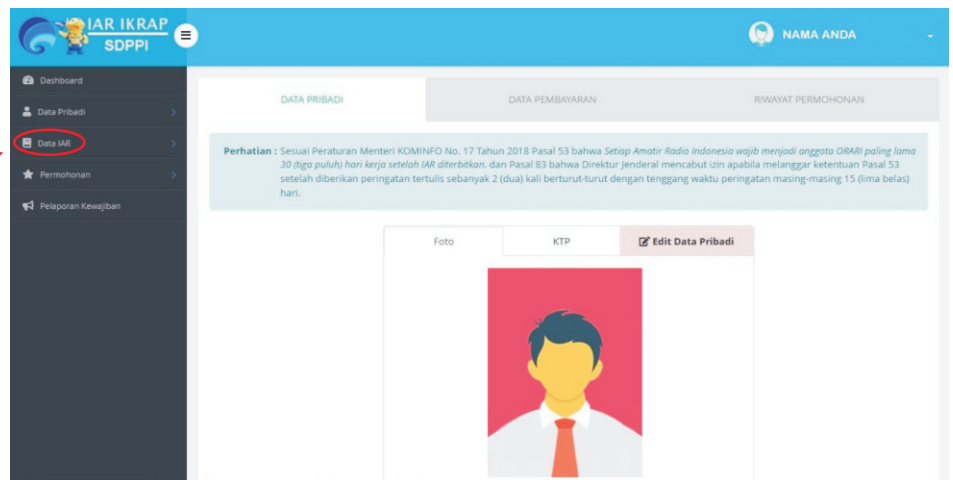 IAR IKRAP
SDPPI
NAMA ANDA
Dashboard
Data Pribadi
Data IAR
Permohonan
Pelaporan Kewajiban
DATA PRIBADI
DATA PEMBAYARAN
RIWAYAT PERMOHONAN
Perhatian : Sesuai Peraturan Menteri KOMINFO No. 17 Tahun 2018 Pasal 53 bahwa Setiap Amatir Radio Indonesia wajib menjadi anggota ORARI paling lama
30 (tiga puluh) hari kerja setelah IAR diterbitkan. dan Pasal 83 bahwa Direktur Jenderal mencabut izin apabila melanggar ketentuan Pasal 53
setelah diberikan peringatan tertulis sebanyak 2 (dua) kali berturut-turut dengan tenggang waktu peringatan masing-masing 15 (lima belas)
hari.
Foto
KTP
Edit Data Pribadi